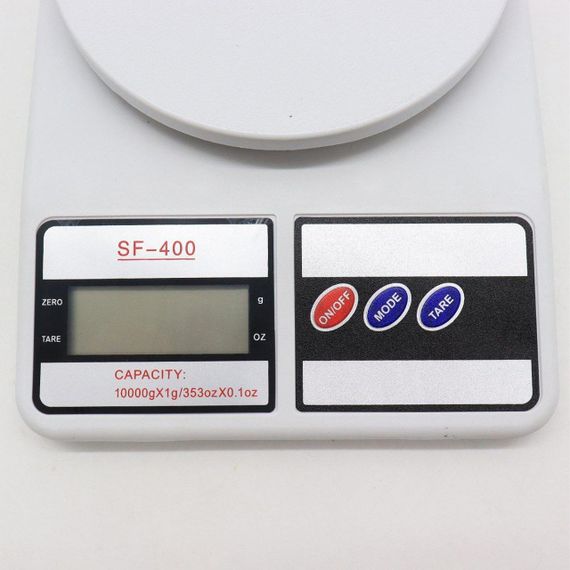 SF-400
ZERO
g
TARE
OZ
CAPACITY:
10000gX1g/353ozX0.1oz
ON/OFF
MODE
TARE